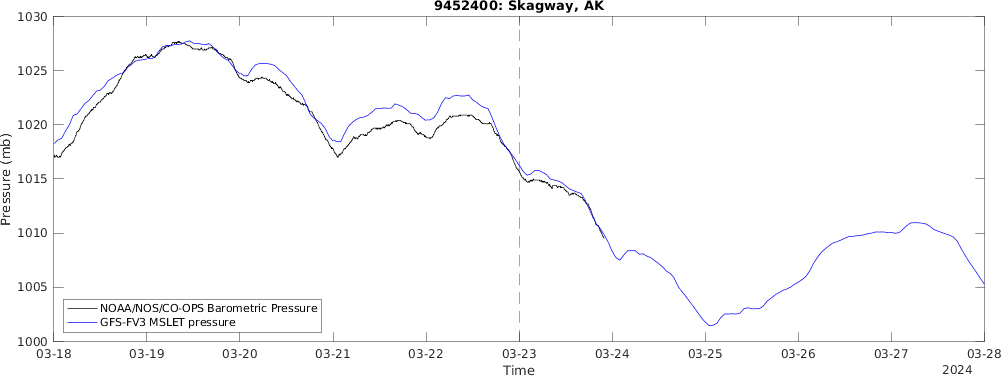 9452400: Skagway, AK
Pressure (mb)
1030
1025
1020
1015
1010
1005
1000
NOAA/NOS/CO-OPS Barometric Pressure
GFS-FV3 MSLET pressure
03-18 03-19 03-20 03-21 03-22 03-23 03-24 03-25 03-26 03-27 03-28
Time
2024